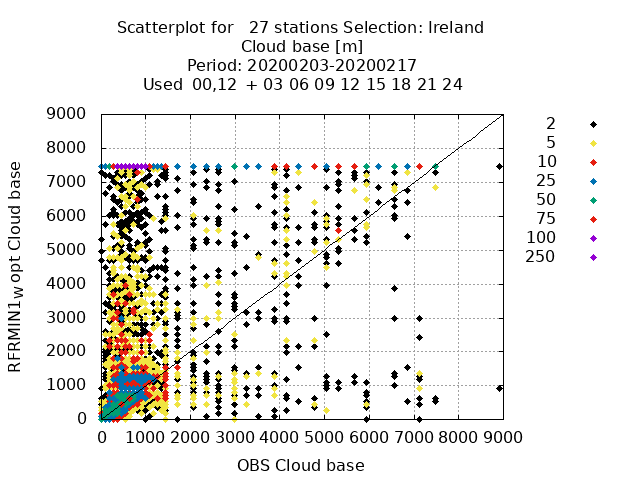 Scatterplot for 27 stations Selection: Ireland
Cloud base [m]
Period: 20200203-20200217
Used 00,12 + 03 06 09 12 15 18 21 24
9000
8000
7000
6000
5000
4000
3000
2000
1000
0
RFRMIN1W opt Cloud base
0 1000 2000 3000 4000 5000 6000 7000 8000 9000
OBS Cloud base
2
5
10
25
50
75
100
250